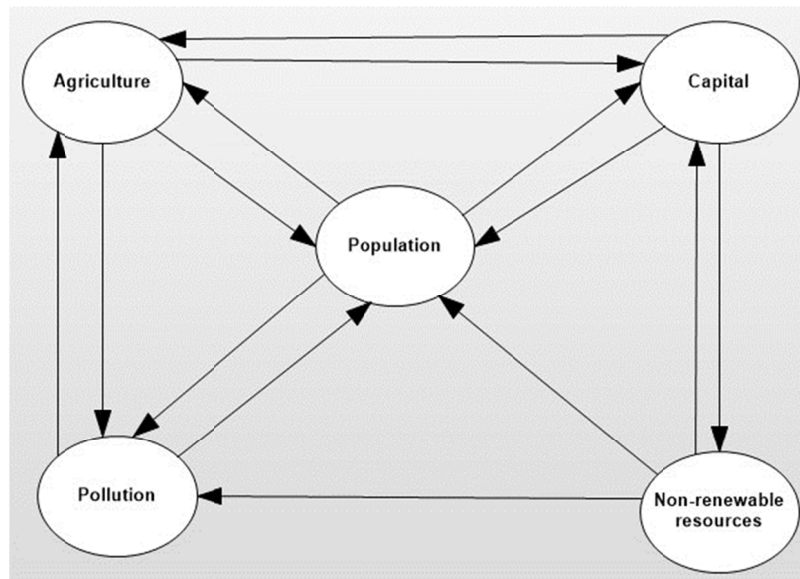 Agriculture
Capital
Population
Pollution
Non-renewable
resources